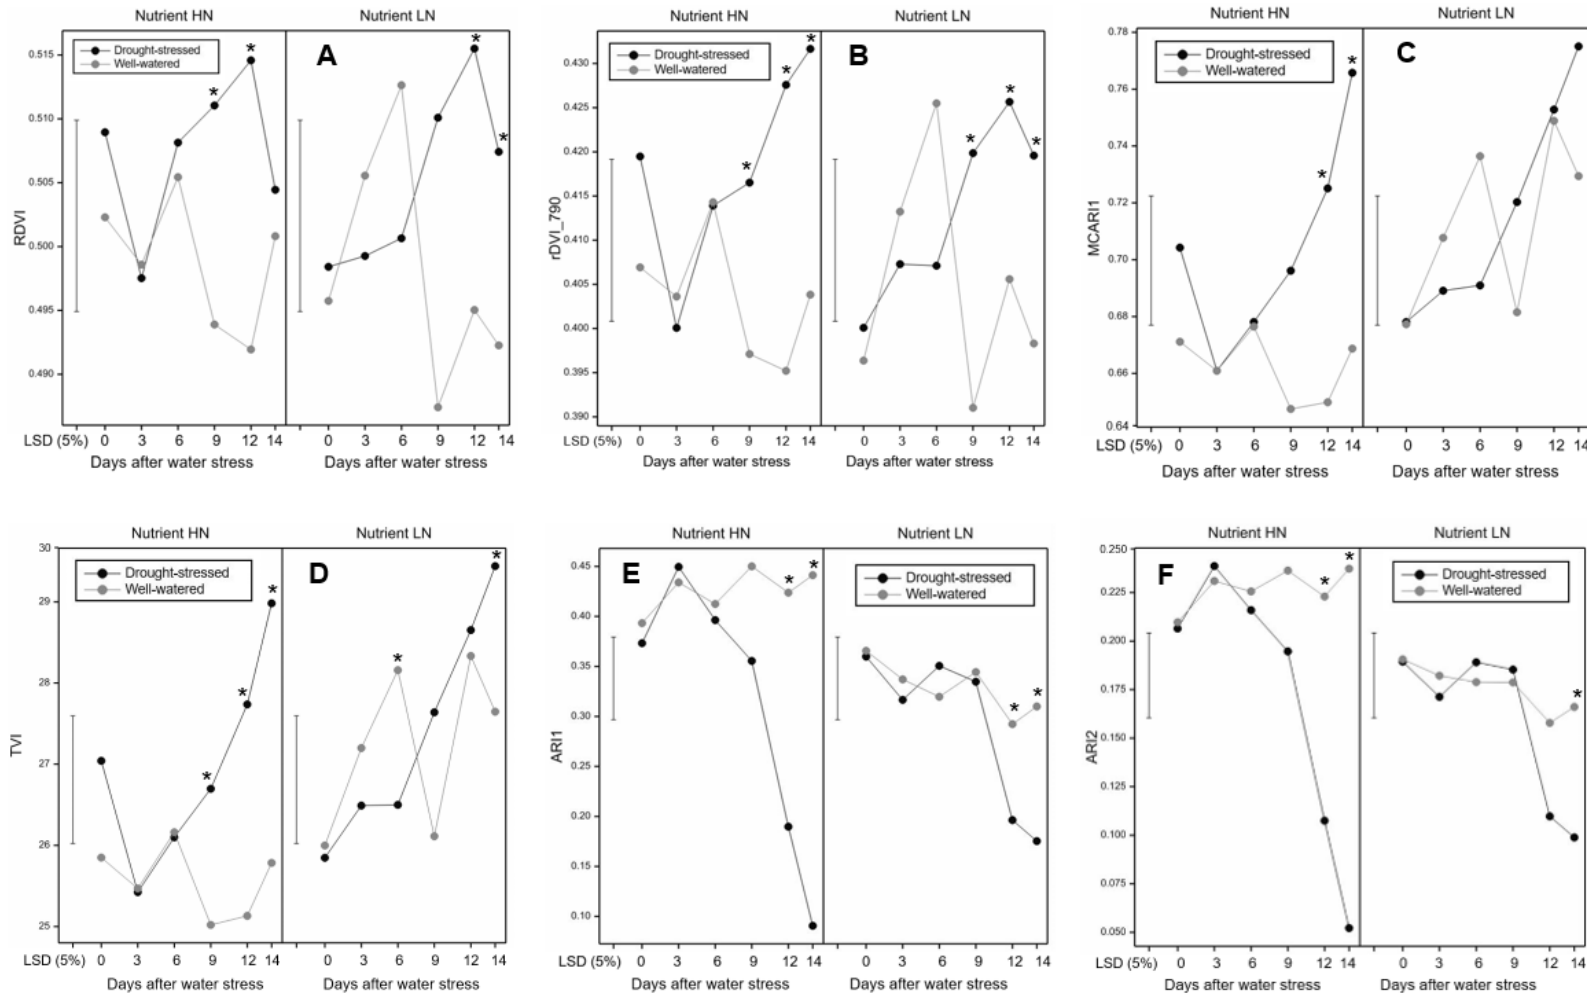 Nutrient HN Nutrient LN
Drought-stressed
Well-watered
A
RDVI
0.515
0.510
0.505
0.500
0.495
0.490
* * * *
LSD (5%) 0 3 6 9 12 14 0 3 6 9 12 14
Days after water stress Days after water stress
Nutrient HN Nutrient LN
Drought-stressed
Well-watered
B
rDVI_790
0.430
0.425
0.420
0.415
0.410
0.405
0.400
0.395
0.390
* * * * * *
LSD (5%) 0 3 6 9 12 14 0 3 6 9 12 14
Days after water stress Days after water stress
Nutrient HN Nutrient LN
Drought-stressed
Well-watered
C
MCARI1
0.78
0.76
0.74
0.72
0.70
0.68
0.66
0.64
* *
LSD (5%) 0 3 6 9 12 14 0 3 6 9 12 14
Days after water stress Days after water stress
Nutrient HN Nutrient LN
Drought-stressed
Well-watered
D
TVI
30
29
28
27
26
25
* * * * *
LSD (5%) 0 3 6 9 12 14 0 3 6 9 12 14
Days after water stress Days after water stress
Nutrient HN Nutrient LN
E
Drought-stressed
Well-watered
ARI1
0.45
0.40
0.35
0.30
0.25
0.20
0.15
0.10
* * * *
LSD (5%) 0 3 6 9 12 14 0 3 6 9 12 14
Days after water stress Days after water stress
Nutrient HN Nutrient LN
F
Drought-stressed
Well-watered
ARI2
0.250
0.225
0.200
0.175
0.150
0.125
0.100
0.075
0.050
* * *
LSD (5%) 0 3 6 9 12 14 0 3 6 9 12 14
Days after water stress Days after water stress